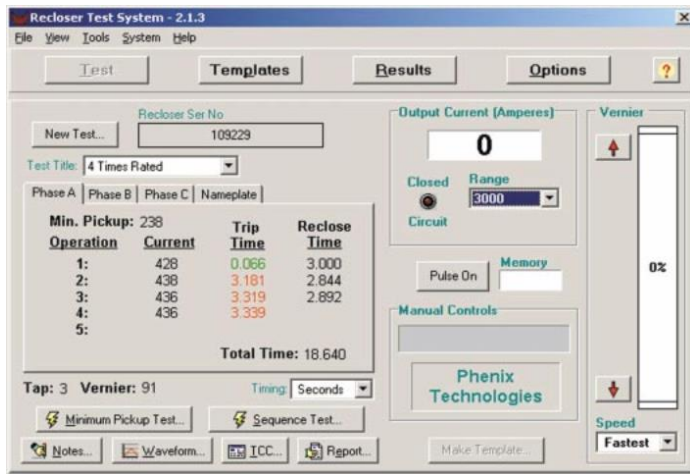 Recloser Test System - 2.1.3
File View Tools System Help
Test Templates Results Options ?
Recloser Ser No
New Test... 109229
Test Title: 4 Times Rated
Phase A Phase B Phase C Nameplate
Min. Pickup: 238
Trip Reclose
Operation Current Time Time
1: 428 0.066 3.000
2: 438 3.181 2.844
3: 436 3.319 2.892
4: 436 3.339
5:
Total Time: 18.640
Tap: 3 Vernier: 91 Timing: Seconds
Minimum Pickup Test... Sequence Test...
Notes... Waveform... TCC... Report...
Output Current (Amperes)
0
Closed Range
3000
Circuit
Pulse On Memory
Manual Controls
Phenix
Technologies
Make Template...
Vernier
0%
Speed
Fastest